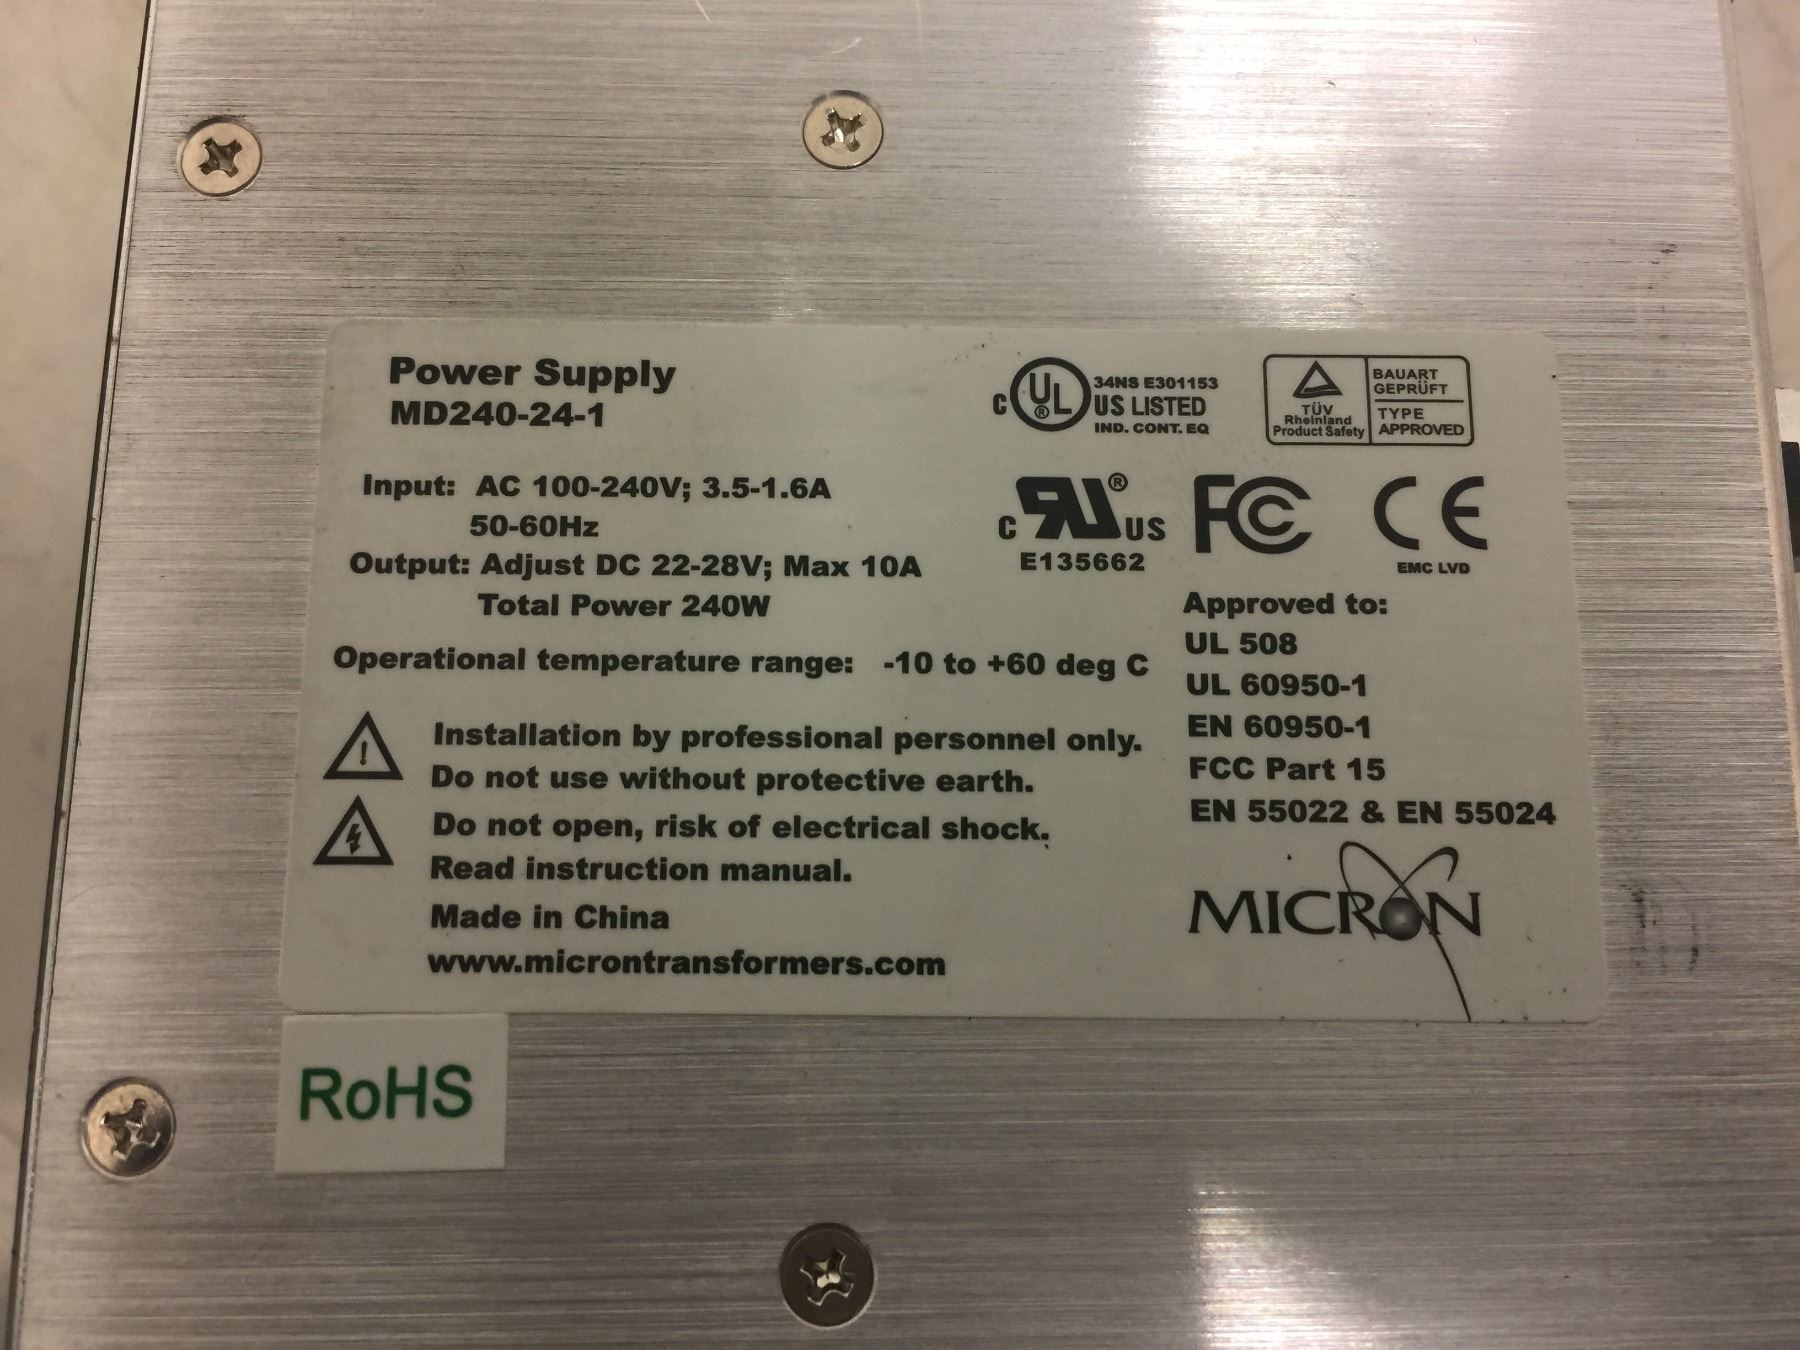 Power Supply
MD240-24-1
Input: AC 100-240V; 3.5-1.6A
50-60Hz
Output: Adjust DC 22-28V; Max 10A
Total Power 240W
Operational temperature range: -10 to +60 deg C
Installation by professional personnel only.
Do not use without protective earth.
Do not open, risk of electrical shock.
Read instruction manual.
Made in China
www.microntransformers.com
C UL ® 34NS E301153
US LISTED
IND. CONT. EQ
TÜV
Rheinland
Product Safety
BAUART
GEPRÜFT
TYPE
APPROVED
C RU ® US
E135662
FCC
CE
EMC LVD
Approved to:
UL 508
UL 60950-1
EN 60950-1
FCC Part 15
EN 55022 & EN 55024
MICRON
RoHS